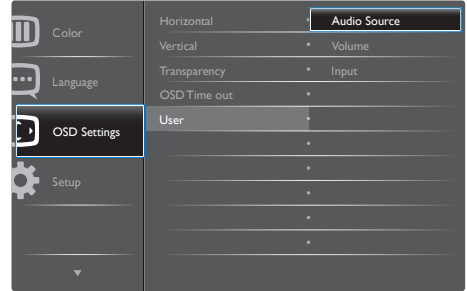 Color
Language
OSD Settings
Setup
Horizontal
Vertical
Transparency
OSD Time out
User
Audio Source
Volume
Input